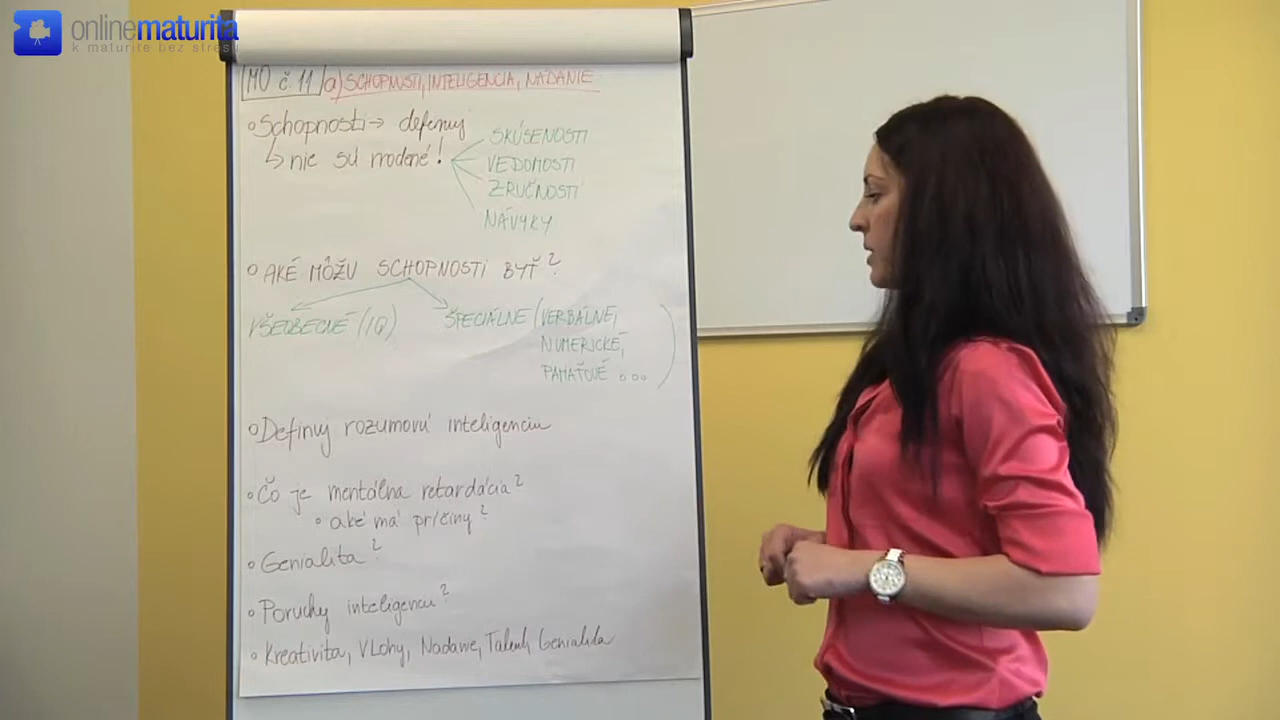 onlinematurita
k maturite bez stresu
MO č. 11 a) SCHOPNOSTI, INTELIGENCIA, NADANIE
Schopnosti → definuj
↳ nie sú vrodené!
SKÚSENOSTI
VEDOMOSTI
ZRUČNOSTI
NÁVYKY
AKÉ MÔŽU SCHOPNOSTI BYŤ?
VŠEOBECNÉ (IQ)
ŠPECIÁLNE (VERBÁLNE,
NUMERICKÉ,
PAMAŤOVÉ ...)
Definuj rozumovú inteligenciu
Čo je mentálna retardácia?
aké má príčiny?
Genialita?
Poruchy inteligencie?
Kreativita, Vlohy, Nadanie, Talent, Genialita